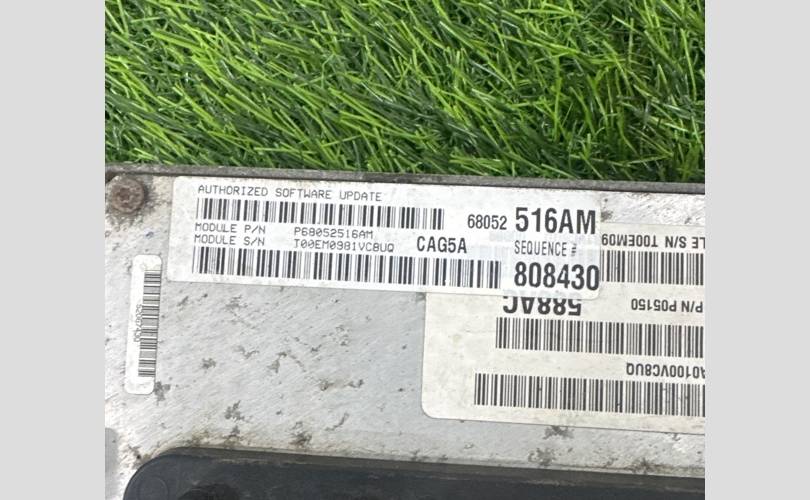 AUTHORIZED SOFTWARE UPDATE
68052 516AM
MODULE P/N P68052516AM
MODULE S/N T00EM0981VC8UQ
CAG5A
SEQUENCE #
808430
LE S/N T00EM09
588AC
P/N P05150
A0100VC8UQ